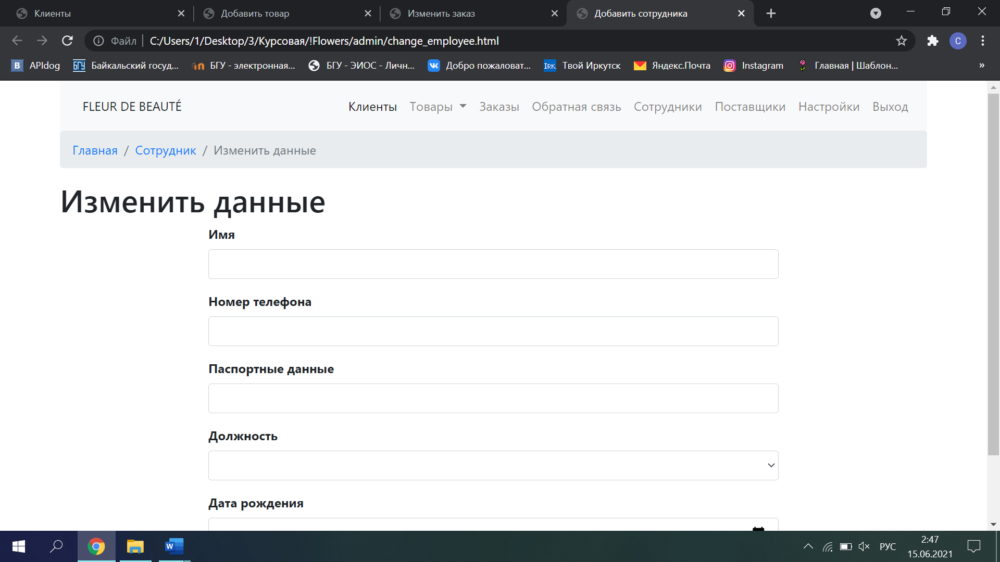 Клиенты
Добавить товар
Изменить заказ
Добавить сотрудника
Файл
C:/Users/1/Desktop/3/Курсовая/!Flowers/admin/change_employee.html
C
B APIdog
БГУ Байкальский госуд...
БГУ - электронная...
БГУ - ЭИОС - Личн...
Добро пожаловат...
IRK. Твой Иркутск
Яндекс.Почта
Instagram
Главная | Шаблон...
»
FLEUR DE BEAUTÉ
Клиенты Товары Заказы Обратная связь Сотрудники Поставщики Настройки Выход
Главная / Сотрудник / Изменить данные
Изменить данные
Имя
Номер телефона
Паспортные данные
Должность
Дата рождения
W
РУС
2:47
15.06.2021